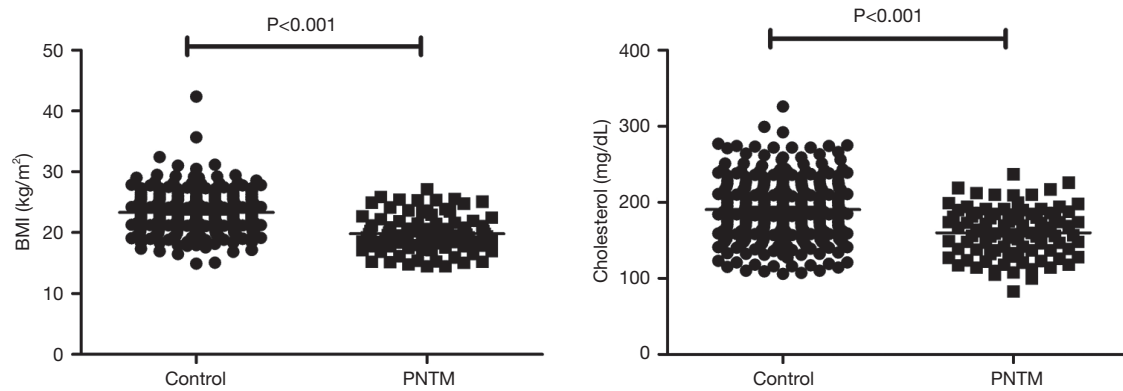 P<0.001
50
40
30
20
10
0
BMI (kg/m²)
Control
PNTM
P<0.001
400
300
200
100
0
Cholesterol (mg/dL)
Control
PNTM